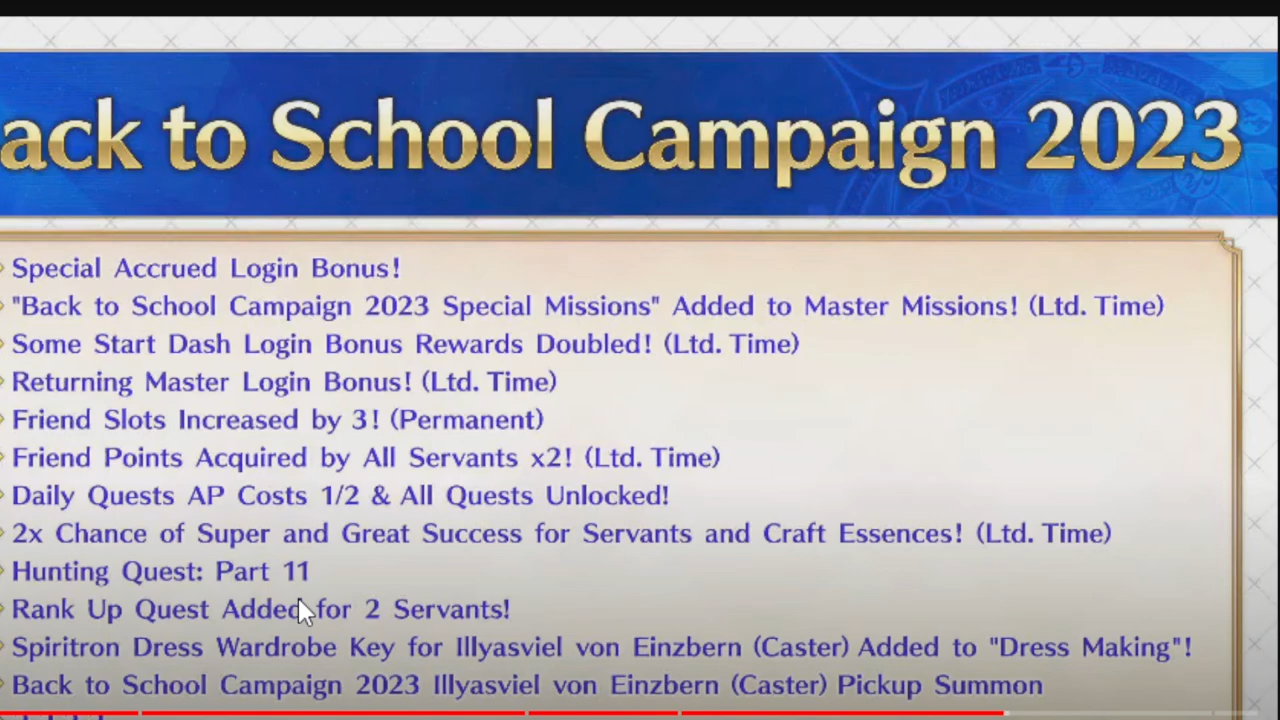 ack to School Campaign 2023
Special Accrued Login Bonus!
"Back to School Campaign 2023 Special Missions" Added to Master Missions! (Ltd. Time)
Some Start Dash Login Bonus Rewards Doubled! (Ltd. Time)
Returning Master Login Bonus! (Ltd. Time)
Friend Slots Increased by 3! (Permanent)
Friend Points Acquired by All Servants x2! (Ltd. Time)
Daily Quests AP Costs 1/2 & All Quests Unlocked!
2x Chance of Super and Great Success for Servants and Craft Essences! (Ltd. Time)
Hunting Quest: Part 11
Rank Up Quest Added for 2 Servants!
Spiritron Dress Wardrobe Key for Illyasviel von Einzbern (Caster) Added to "Dress Making"!
Back to School Campaign 2023 Illyasviel von Einzbern (Caster) Pickup Summon